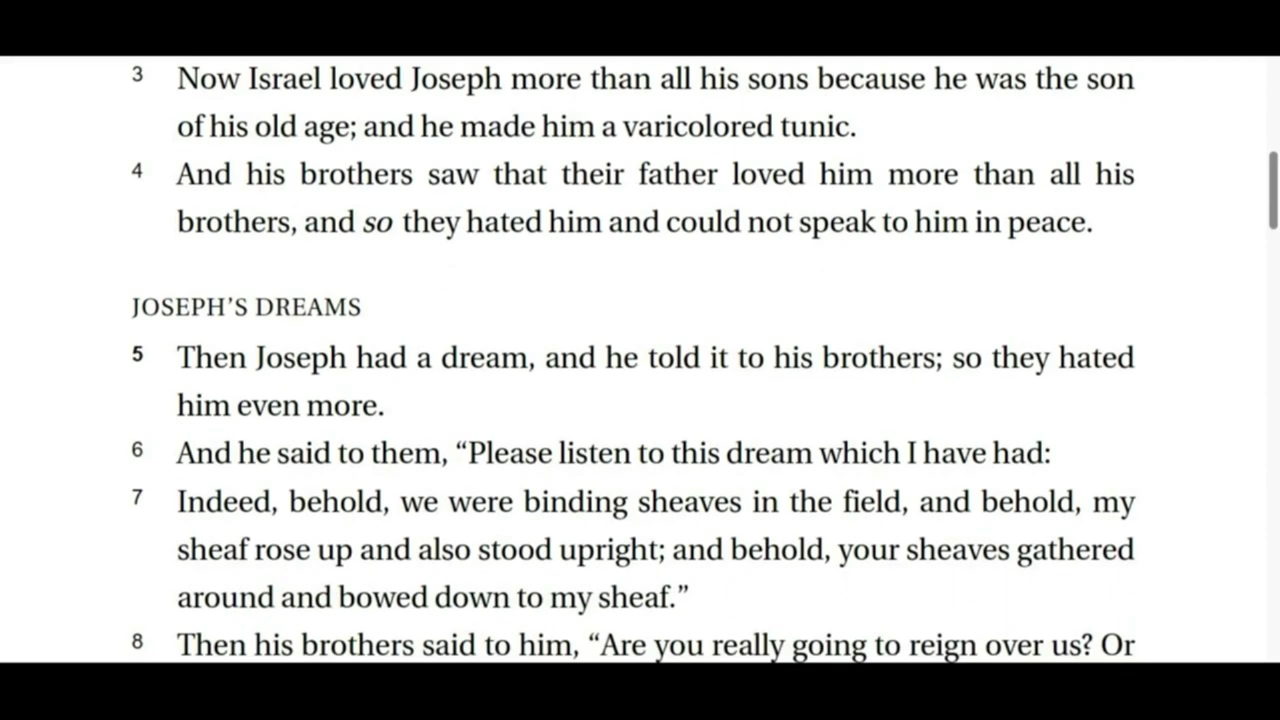 3 Now Israel loved Joseph more than all his sons because he was the son
of his old age; and he made him a varicolored tunic.
4 And his brothers saw that their father loved him more than all his
brothers, and so they hated him and could not speak to him in peace.
JOSEPH’S DREAMS
5 Then Joseph had a dream, and he told it to his brothers; so they hated
him even more.
6 And he said to them, “Please listen to this dream which I have had:
7 Indeed, behold, we were binding sheaves in the field, and behold, my
sheaf rose up and also stood upright; and behold, your sheaves gathered
around and bowed down to my sheaf.”
8 Then his brothers said to him, “Are you really going to reign over us? Or